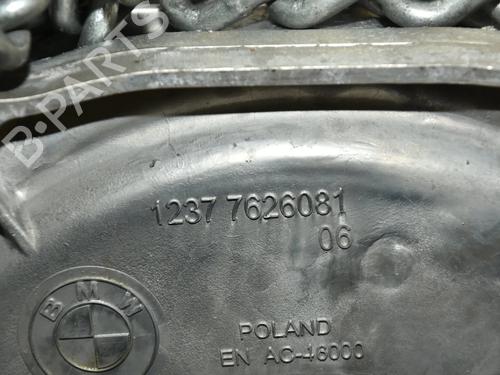 B-PARTS
1237 7626081
06
BMW
POLAND
EN AC-46000